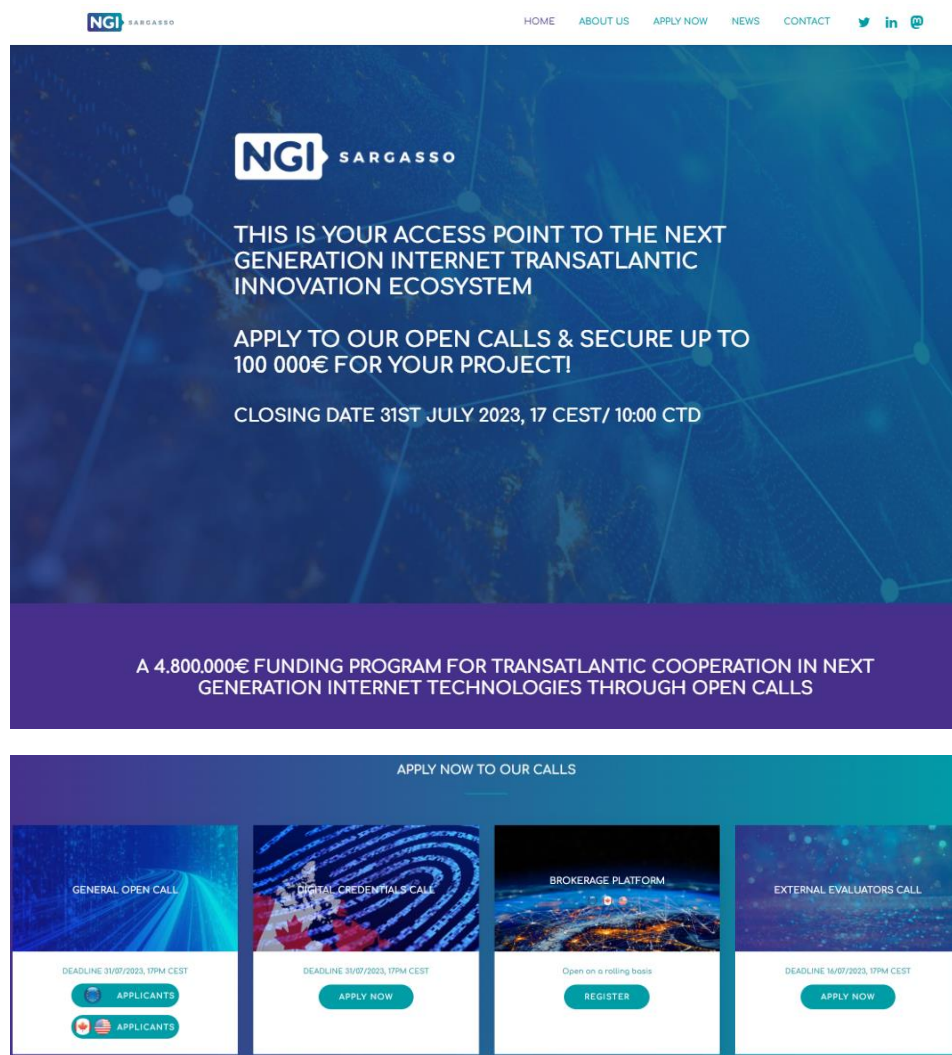 NGI SARGASSO
HOME ABOUT US APPLY NOW NEWS CONTACT
NGI SARGASSO
THIS IS YOUR ACCESS POINT TO THE NEXT
GENERATION INTERNET TRANSATLANTIC
INNOVATION ECOSYSTEM
APPLY TO OUR OPEN CALLS & SECURE UP TO
100 000€ FOR YOUR PROJECT!
CLOSING DATE 31ST JULY 2023, 17 CEST/ 10:00 CTD
A 4.800.000€ FUNDING PROGRAM FOR TRANSATLANTIC COOPERATION IN NEXT
GENERATION INTERNET TECHNOLOGIES THROUGH OPEN CALLS
APPLY NOW TO OUR CALLS
GENERAL OPEN CALL
DEADLINE 31/07/2023, 17PM CEST
APPLICANTS
APPLICANTS
DIGITAL CREDENTIALS CALL
DEADLINE 31/07/2023, 17PM CEST
APPLY NOW
BROKERAGE PLATFORM
Open on a rolling basis
REGISTER
EXTERNAL EVALUATORS CALL
DEADLINE 16/07/2023, 17PM CEST
APPLY NOW